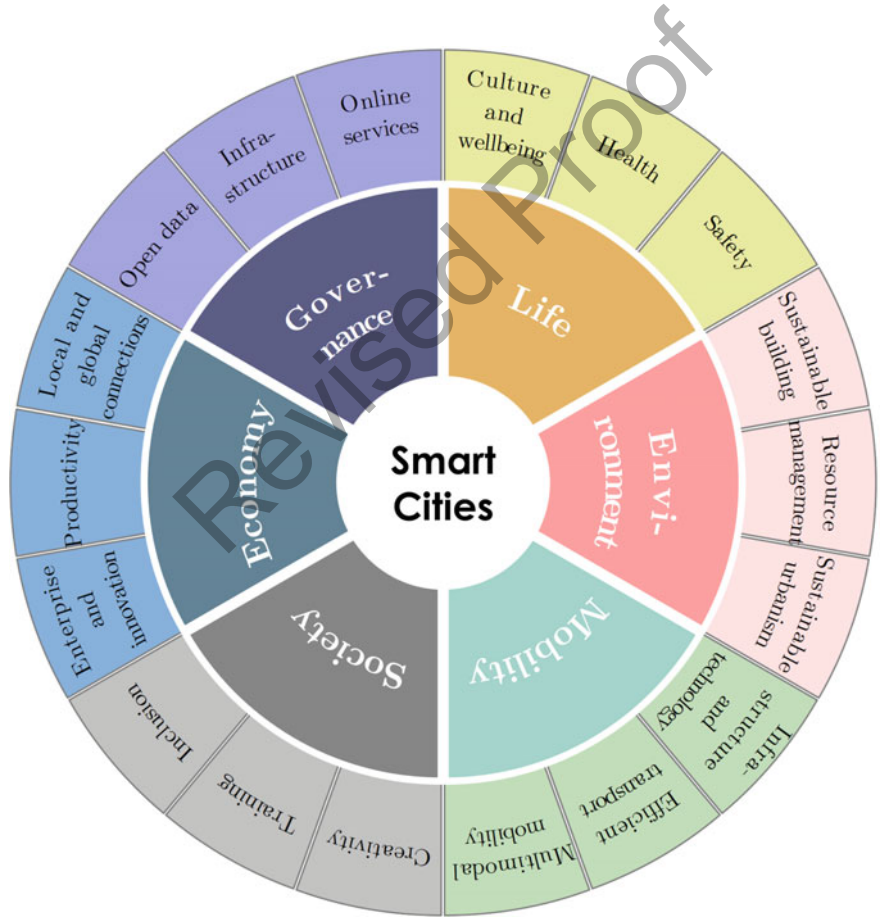 Smart
Cities
Life
Culture
and
wellbeing
Health
Safety
Envi-
ronment
Sustainable
building
Resource
management
Sustainable
urbanism
Mobility
Infra-
structure
and
technology
Efficient
transport
Multimodal
mobility
Society
Creativity
Training
Inclusion
Economy
Enterprise
and
innovation
Productivity
Local and
global
connections
Gover-
nance
Open data
Infra-
structure
Online
services
Revised Proof